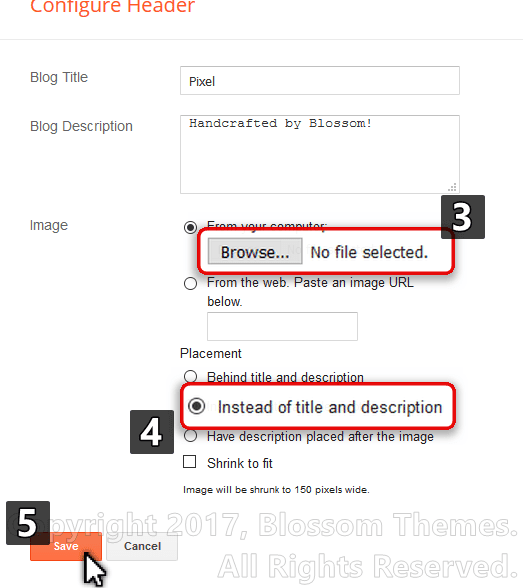 Configure Header
Blog Title
Pixel
Blog Description
Handcrafted by Blossom!
3
Image
From your computer:
Browse... No file selected.
From the web. Paste an image URL
below.
Placement
Behind title and description
Instead of title and description
4
Have description placed after the image
Shrink to fit
Image will be shrunk to 150 pixels wide.
5
Copyright 2017, Blossom Themes.
Save Cancel
All Rights Reserved.